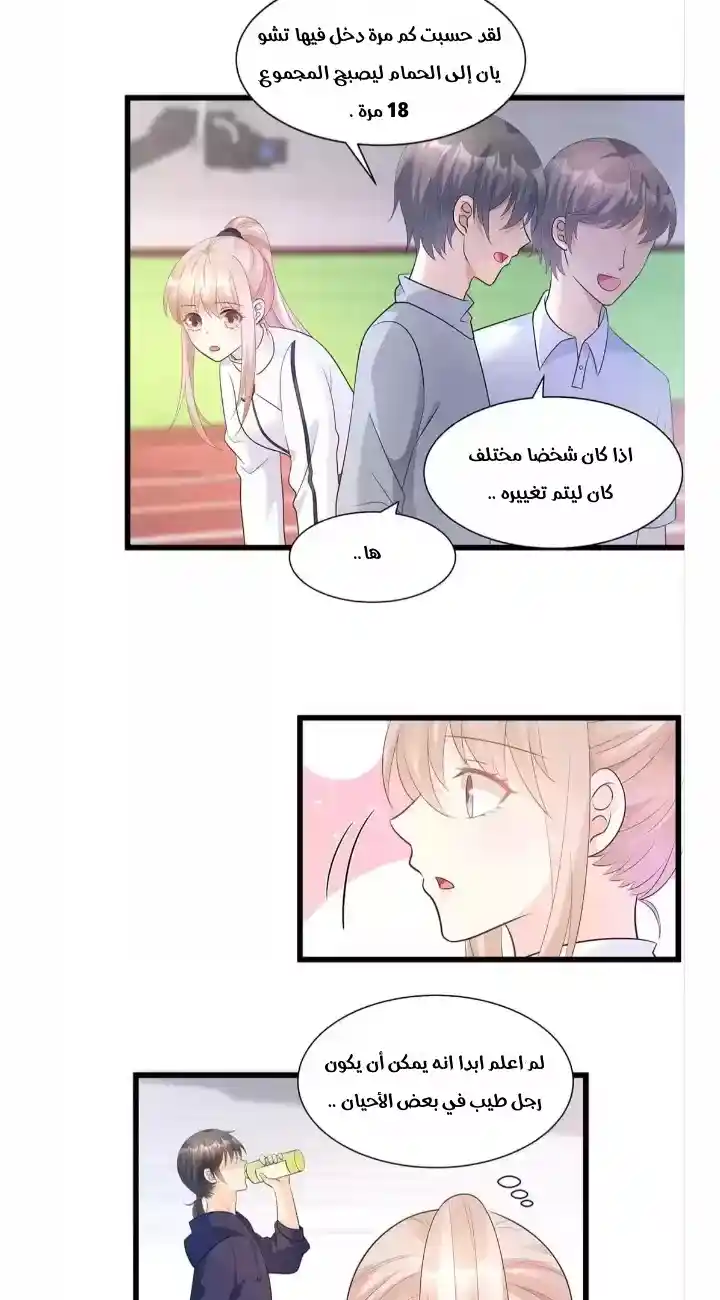 لقد حسبت كم مرة دخل فيها تشو
يان إلى الحمام ليصبح المجموع
18 مرة .
اذا كان شخصا مختلف
كان ليتم تغييره ..
ها..
لم اعلم ابدا انه يمكن أن يكون
رجل طيب في بعض الأحيان ..